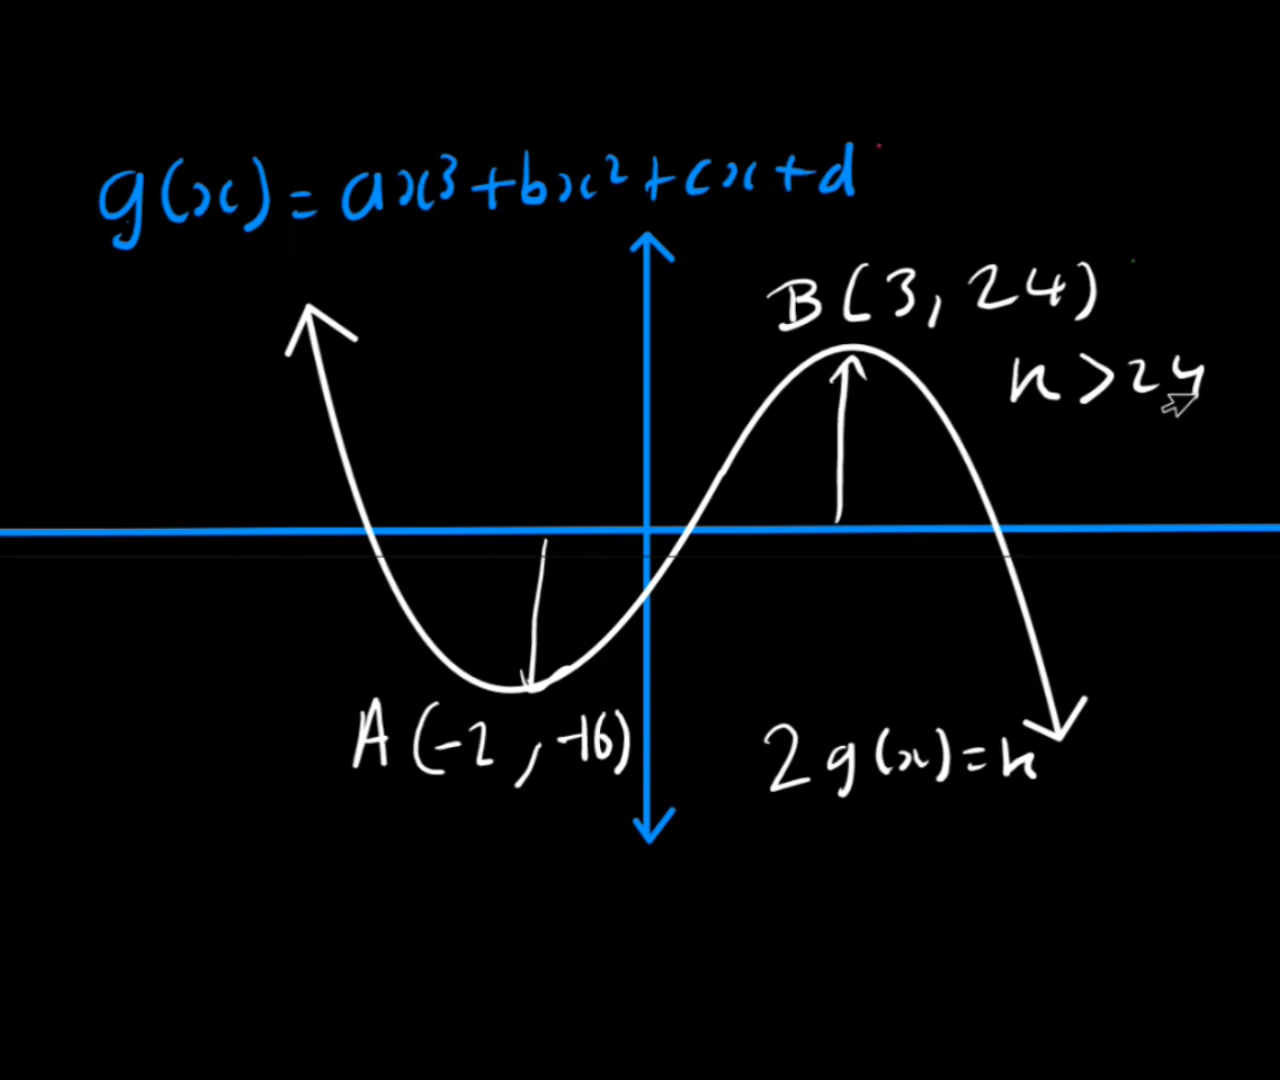 g(x) = ax³+bx²+cx+d
B(3, 24)
k > 24
A(-2, -16)
2g(x)=k